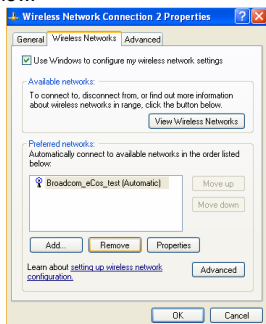 Wireless Network Connection 2 Properties
General
Wireless Networks
Advanced
Use Windows to configure my wireless network settings
Available networks:
To connect to, disconnect from, or find out more information
about wireless networks in range, click the button below.
View Wireless Networks
Preferred networks:
Automatically connect to available networks in the order listed
below:
Broadcom_eCos_test (Automatic)
Move up
Move down
Add...
Remove
Properties
Learn about setting up wireless network
configuration.
Advanced
OK
Cancel